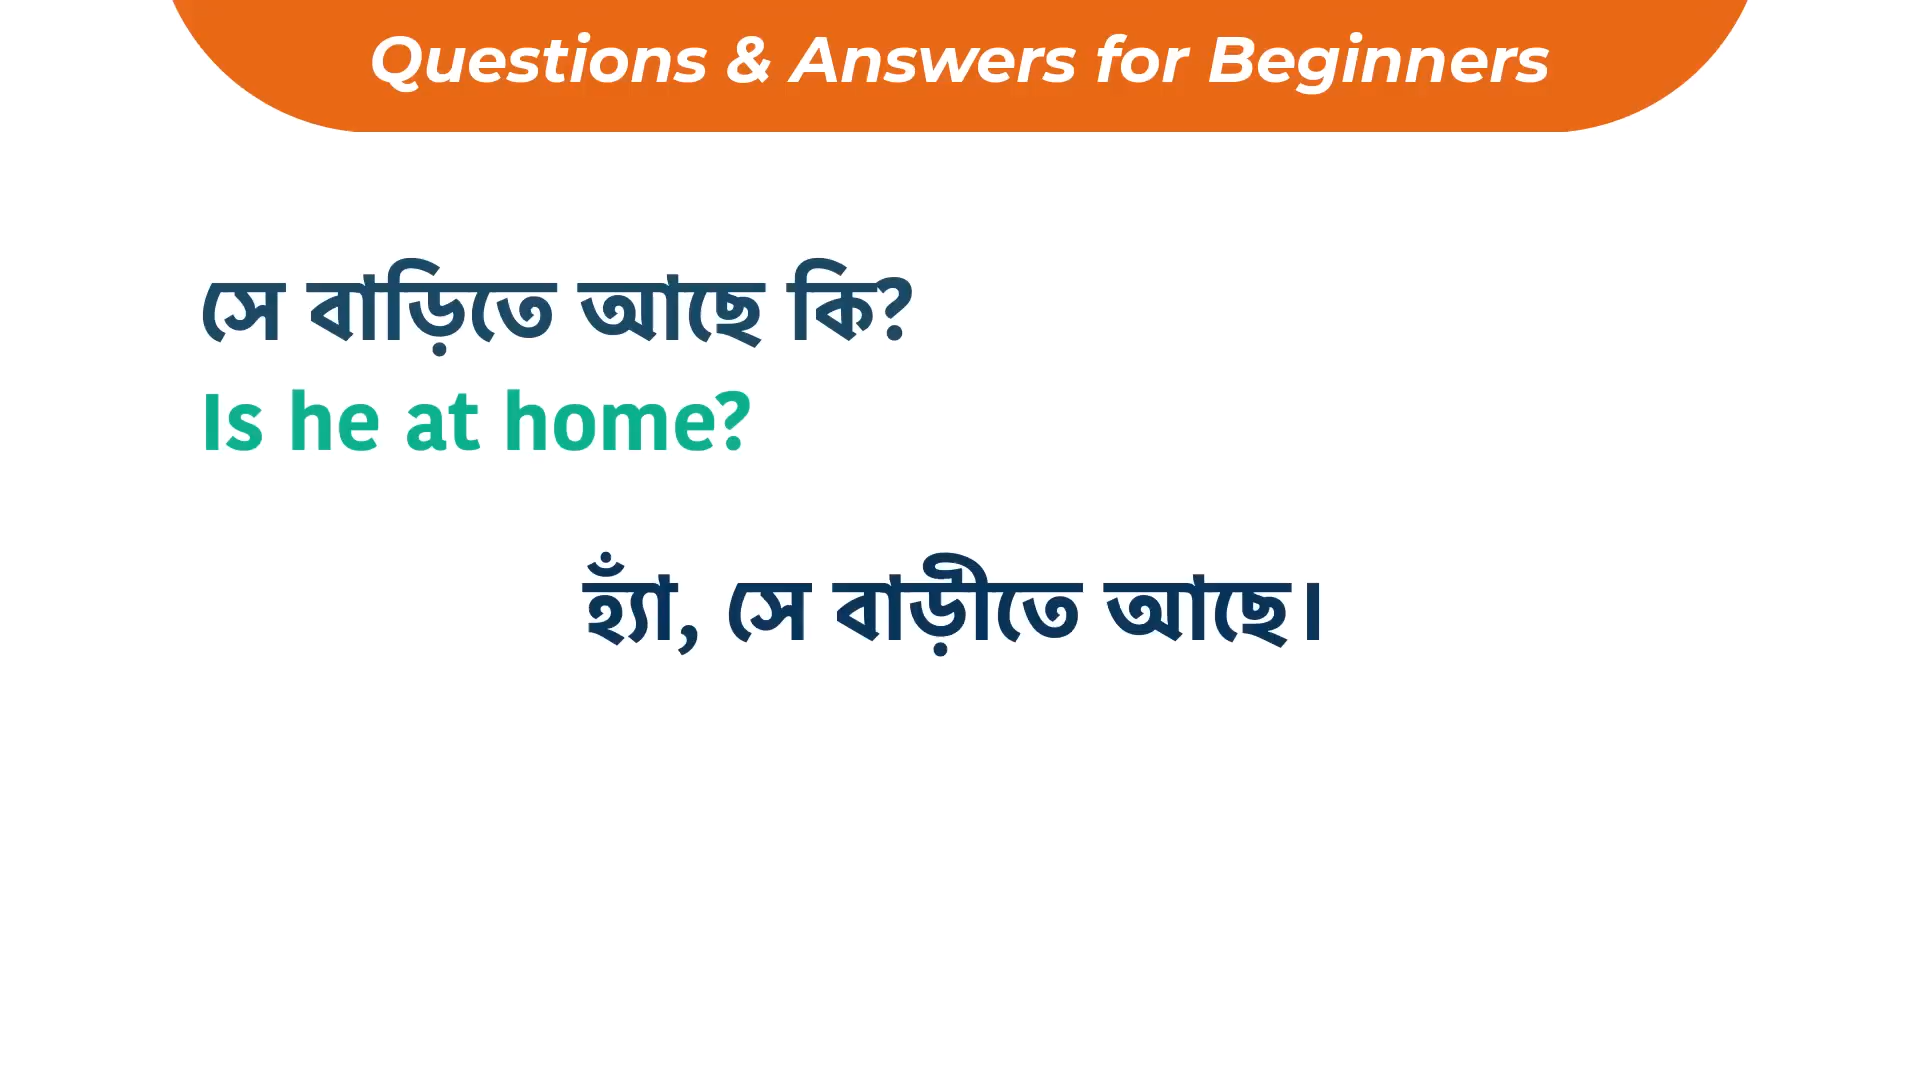 Questions & Answers for Beginners
সে বাড়িতে আছে কি?
Is he at home?
হ্যাঁ, সে বাড়ীতে আছে।